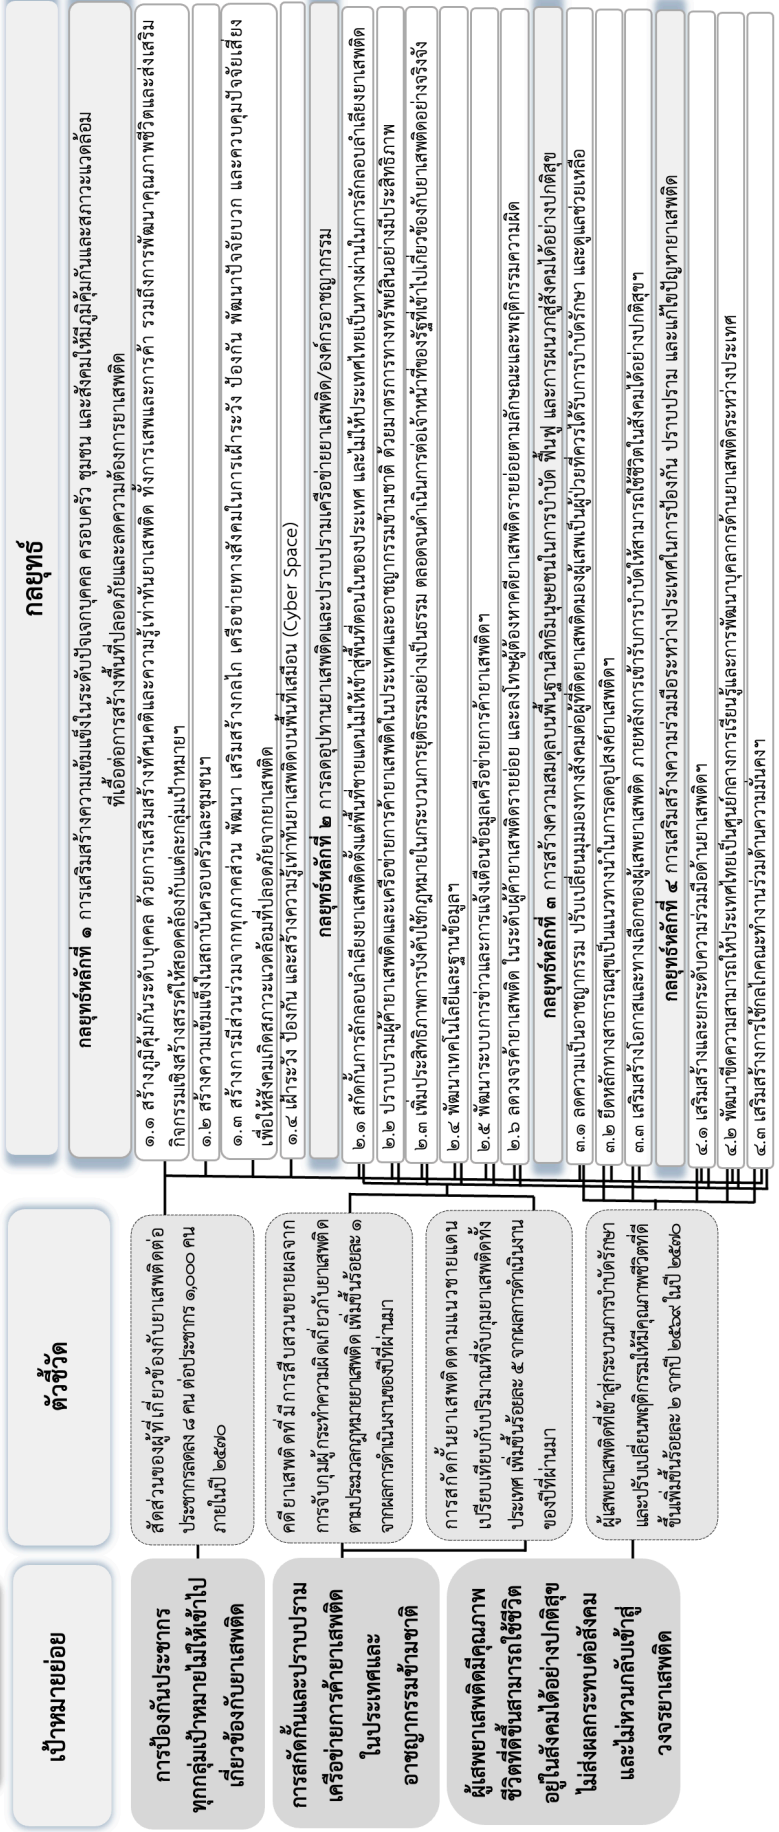 เป้าหมายย่อย
ตัวชี้วัด
กลยุทธ์
การป้องกันประชากร
ทุกกลุ่มเป้าหมายไม่ให้เข้าไป
เกี่ยวข้องกับยาเสพติด
การสกัดกั้นและปราบปราม
เครือข่ายการค้ายาเสพติด
ในประเทศและ
อาชญากรรมข้ามชาติ
ผู้เสพยาเสพติดมีคุณภาพ
ชีวิตที่ดีขึ้นสามารถใช้ชีวิต
อยู่ในสังคมได้อย่างปกติสุข
ไม่ส่งผลกระทบต่อสังคม
และไม่หวนกลับเข้าสู่
วงจรยาเสพติด
สัดส่วนของผู้ที่เกี่ยวข้องกับยาเสพติดต่อ
ประชากรลดลง ๘ คน ต่อประชากร ๑,๐๐๐ คน
ภายในปี ๒๕๗๐
คดียาเสพติดที่มีการสืบสวนขยายผลจาก
การจับกุมผู้กระทำความผิดเกี่ยวกับยาเสพติด
ตามประมวลกฎหมายยาเสพติด เพิ่มขึ้นร้อยละ ๑
จากผลการดำเนินงานของปีที่ผ่านมา
การสกัดกั้นยาเสพติดตามแนวชายแดน
เปรียบเทียบกับปริมาณที่จับกุมยาเสพติดทั้ง
ประเทศ เพิ่มขึ้นร้อยละ ๕ จากผลการดำเนินงาน
ของปีที่ผ่านมา
ผู้เสพยาเสพติดที่เข้าสู่กระบวนการบำบัดรักษา
และปรับเปลี่ยนพฤติกรรมให้มีคุณภาพชีวิตที่ดี
ขึ้นเพิ่มขึ้นร้อยละ ๒ จากปี ๒๕๖๙ ในปี ๒๕๗๐
กลยุทธ์หลักที่ ๑ การเสริมสร้างความเข้มแข็งในระดับปัจเจกบุคคล ครอบครัว ชุมชน และสังคมให้มีภูมิคุ้มกันและสภาวะแวดล้อม
ที่เอื้อต่อการสร้างพื้นที่ปลอดภัยและลดความต้องการยาเสพติด
๑.๑ สร้างภูมิคุ้มกันระดับบุคคล ด้วยการเสริมสร้างทัศนคติและความรู้เท่าทันยาเสพติด ทั้งการเสพและการค้า รวมถึงการพัฒนาคุณภาพชีวิตและส่งเสริม
กิจกรรมเชิงสร้างสรรค์ให้สอดคล้องกับแต่ละกลุ่มเป้าหมายฯ
๑.๒ สร้างความเข้มแข็งในสถาบันครอบครัวและชุมชนฯ
๑.๓ สร้างการมีส่วนร่วมจากทุกภาคส่วน พัฒนา เสริมสร้างกลไก เครือข่ายทางสังคมในการเฝ้าระวัง ป้องกัน พัฒนาปัจจัยบวก และควบคุมปัจจัยเสี่ยง
เพื่อให้สังคมเกิดสภาวะแวดล้อมที่ปลอดภัยจากยาเสพติด
๑.๔ เฝ้าระวัง ป้องกัน และสร้างความรู้เท่าทันยาเสพติดบนพื้นที่เสมือน (Cyber Space)
กลยุทธ์หลักที่ ๒ การลดอุปทานยาเสพติดและปราบปรามเครือข่ายยาเสพติด/องค์กรอาชญากรรม
๒.๑ สกัดกั้นการลักลอบลำเลียงยาเสพติดตั้งแต่พื้นที่ชายแดนไม่ให้เข้าสู่พื้นที่ตอนในของประเทศ และไม่ให้ประเทศไทยเป็นทางผ่านในการลักลอบลำเลียงยาเสพติด
๒.๒ ปราบปรามผู้ค้ายาเสพติดและเครือข่ายการค้ายาเสพติดในประเทศและอาชญากรรมข้ามชาติ ด้วยมาตรการทางทรัพย์สินอย่างมีประสิทธิภาพ
๒.๓ เพิ่มประสิทธิภาพการบังคับใช้กฎหมายในกระบวนการยุติธรรมอย่างเป็นธรรม ตลอดจนดำเนินการต่อเจ้าหน้าที่ของรัฐที่เข้าไปเกี่ยวข้องกับยาเสพติดอย่างจริงจัง
๒.๔ พัฒนาเทคโนโลยีและฐานข้อมูลฯ
๒.๕ พัฒนาระบบการข่าวและการแจ้งเตือนข้อมูลเครือข่ายการค้ายาเสพติดฯ
๒.๖ ลดวงจรค้ายาเสพติด ในระดับผู้ค้ายาเสพติดรายย่อย และลงโทษผู้ต้องหาคดียาเสพติดรายย่อยตามลักษณะและพฤติกรรมความผิด
กลยุทธ์หลักที่ ๓ การสร้างความสมดุลบนพื้นฐานสิทธิมนุษยชนในการบำบัด ฟื้นฟู และการผนวกสู่สังคมได้อย่างปกติสุข
๓.๑ ลดความเป็นอาชญากรรม ปรับเปลี่ยนมุมมองทางสังคมต่อผู้ที่ติดยาเสพติดมองผู้เสพเป็นผู้ป่วยที่ควรได้รับการบำบัดรักษา และดูแลช่วยเหลือ
๓.๒ ยึดหลักทางสาธารณสุขเป็นแนวทางนำในการลดอุปสงค์ยาเสพติดฯ
๓.๓ เสริมสร้างโอกาสและทางเลือกของผู้เสพยาเสพติด ภายหลังการเข้ารับการบำบัดให้สามารถใช้ชีวิตในสังคมได้อย่างปกติสุขฯ
กลยุทธ์หลักที่ ๔ การเสริมสร้างความร่วมมือระหว่างประเทศในการป้องกัน ปราบปราม และแก้ไขปัญหายาเสพติด
๔.๑ เสริมสร้างและยกระดับความร่วมมือด้านยาเสพติดฯ
๔.๒ พัฒนาขีดความสามารถให้ประเทศไทยเป็นศูนย์กลางการเรียนรู้และการพัฒนาบุคลากรด้านยาเสพติดระหว่างประเทศ
๔.๓ เสริมสร้างการใช้กลไกคณะทำงานร่วมด้านความมั่นคงฯ